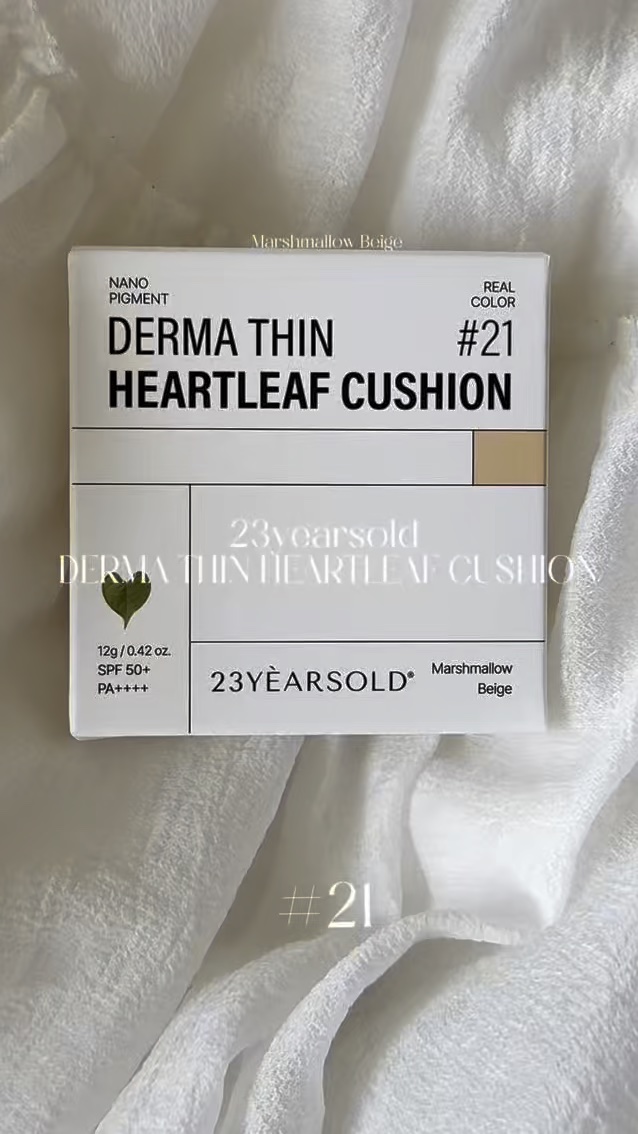 Marshmallow Beige
NANO
PIGMENT
REAL
COLOR
DERMA THIN
#21
HEARTLEAF CUSHION
23yearsold
DERMA THIN HEARTLEAF CUSHION
12g / 0.42 oz.
SPF 50+
PA++++
23YÈARSOLD®
Marshmallow
Beige
#21